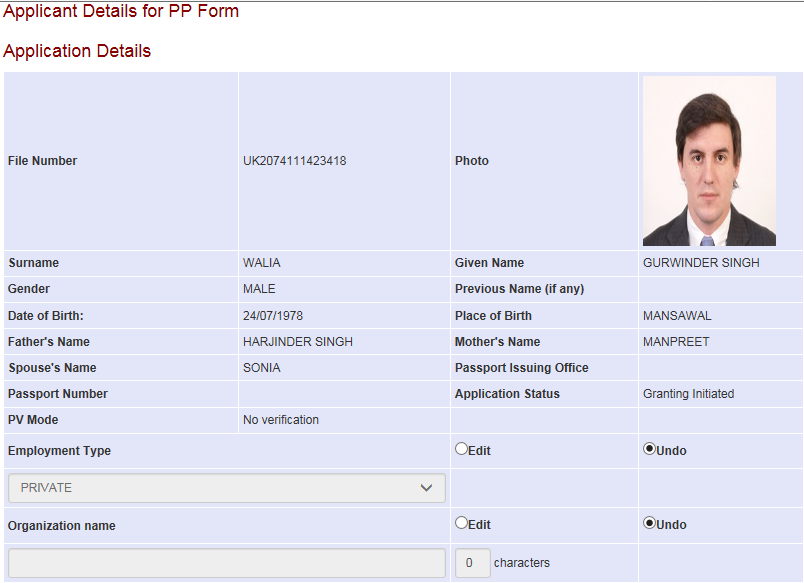 Applicant Details for PP Form
Application Details
File Number UK2074111423418 Photo
Surname WALIA Given Name GURWINDER SINGH
Gender MALE Previous Name (if any)
Date of Birth: 24/07/1978 Place of Birth MANSAWAL
Father's Name HARJINDER SINGH Mother's Name MANPREET
Spouse's Name SONIA Passport Issuing Office
Passport Number Application Status Granting Initiated
PV Mode No verification
Employment Type Edit Undo
PRIVATE
Organization name Edit Undo
0 characters